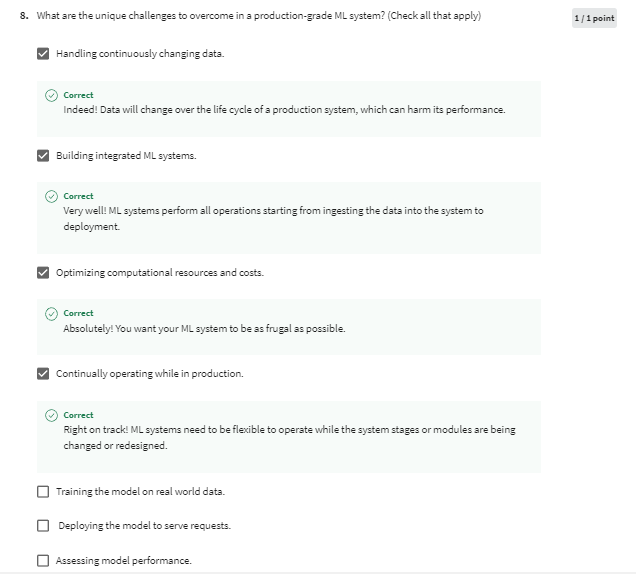 8. What are the unique challenges to overcome in a production-grade ML system? (Check all that apply)
1 / 1 point
Handling continuously changing data.
Correct
Indeed! Data will change over the life cycle of a production system, which can harm its performance.
Building integrated ML systems.
Correct
Very well! ML systems perform all operations starting from ingesting the data into the system to
deployment.
Optimizing computational resources and costs.
Correct
Absolutely! You want your ML system to be as frugal as possible.
Continually operating while in production.
Correct
Right on track! ML systems need to be flexible to operate while the system stages or modules are being
changed or redesigned.
Training the model on real world data.
Deploying the model to serve requests.
Assessing model performance.